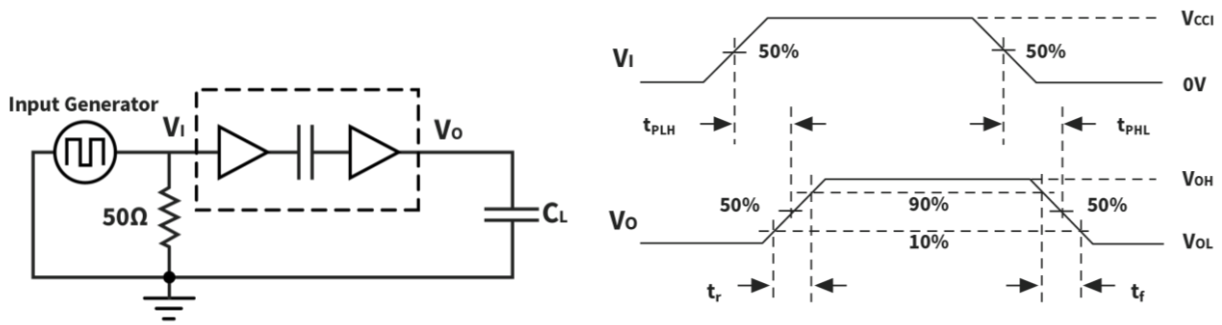 Input Generator
VI
VO
50Ω
CL
VI
50%
50%
VCCI
0V
tPLH
tPHL
VO
50%
90%
50%
10%
VOH
VOL
tr
tf